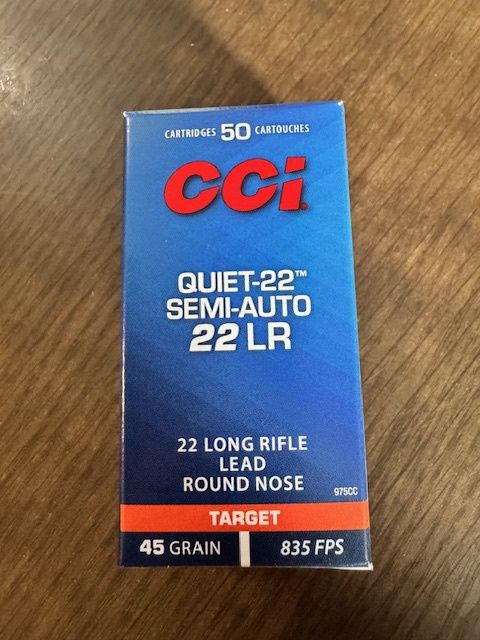 CARTRIDGES 50 CARTOUCHES
CCi
QUIET-22™
SEMI-AUTO
22 LR
22 LONG RIFLE
LEAD
ROUND NOSE
975CC
TARGET
45 GRAIN 835 FPS